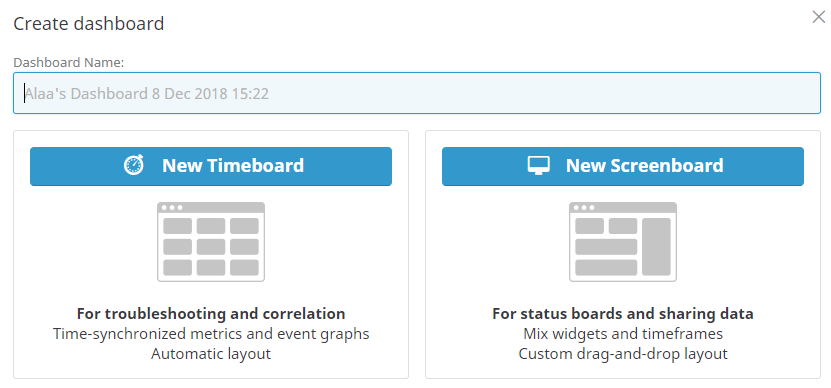 Create dashboard
Dashboard Name:
Alaa's Dashboard 8 Dec 2018 15:22
New Timeboard
For troubleshooting and correlation
Time-synchronized metrics and event graphs
Automatic layout
New Screenboard
For status boards and sharing data
Mix widgets and timeframes
Custom drag-and-drop layout